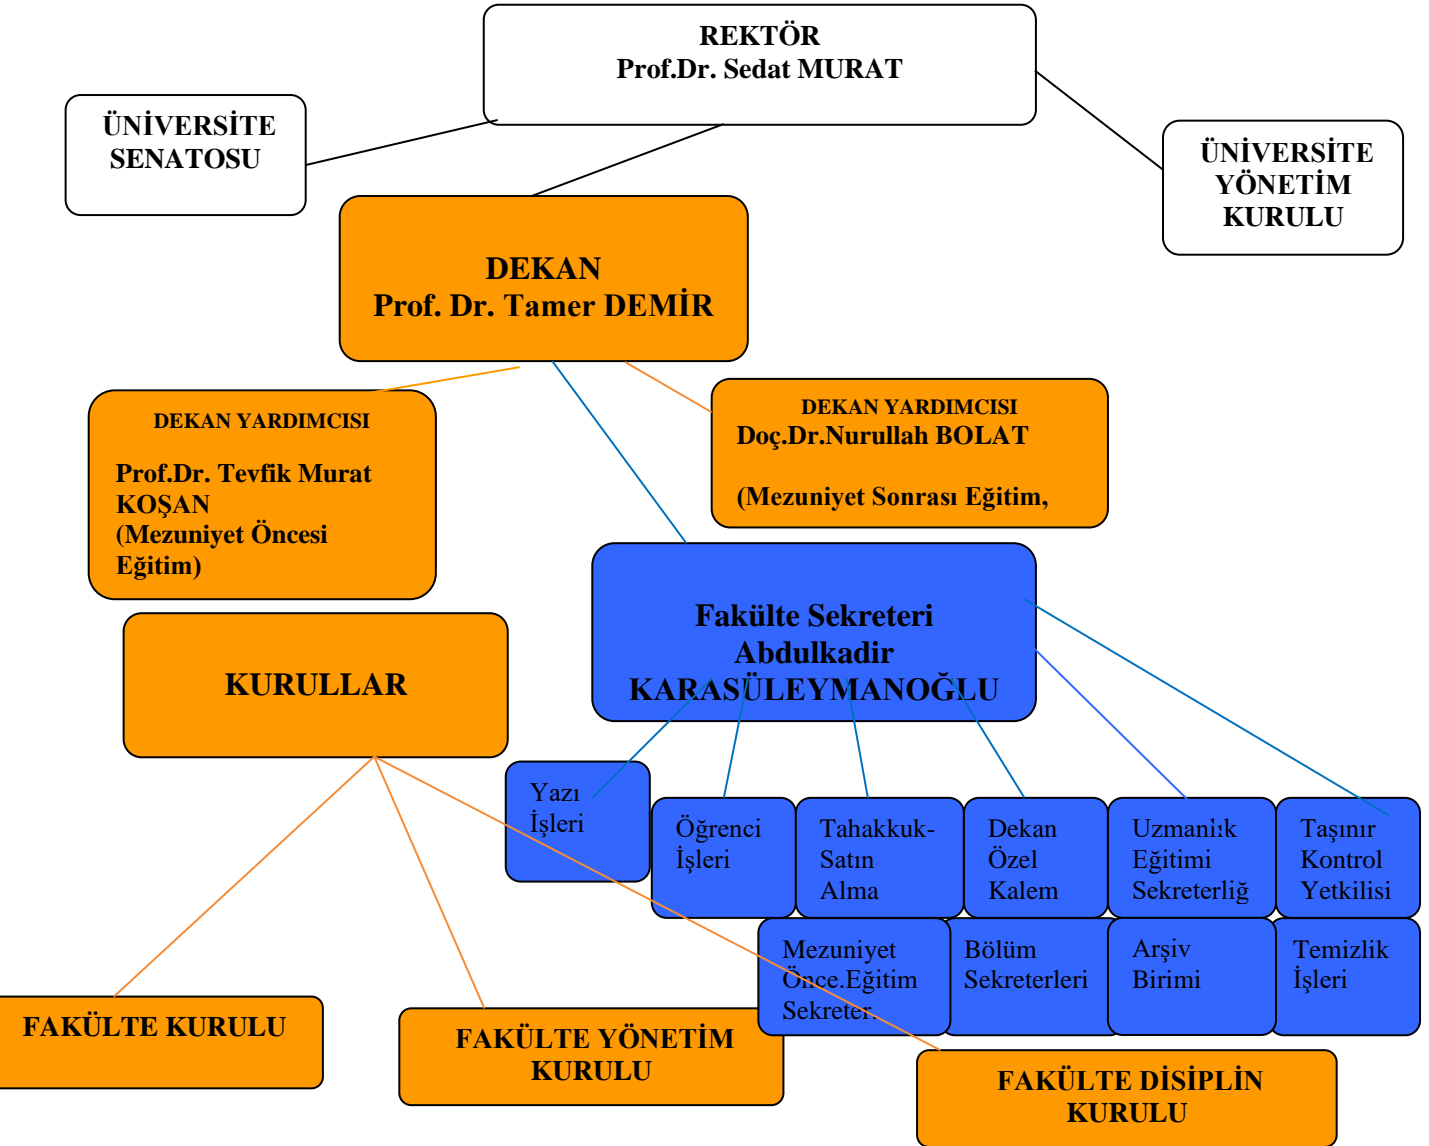 REKTÖR
Prof.Dr. Sedat MURAT
ÜNİVERSİTE
SENATOSU
ÜNİVERSİTE
YÖNETİM
KURULU
DEKAN
Prof. Dr. Tamer DEMİR
DEKAN YARDIMCISI
Prof.Dr. Tevfik Murat
KOŞAN
(Mezuniyet Öncesi
Eğitim)
DEKAN YARDIMCISI
Doç.Dr.Nurullah BOLAT
(Mezuniyet Sonrası Eğitim,
Fakülte Sekreteri
Abdulkadir
KARASÜLEYMANOĞLU
KURULLAR
Yazı
İşleri
Öğrenci
İşleri
Tahakkuk-
Satın
Alma
Dekan
Özel
Kalem
Uzmanlık
Eğitimi
Sekreterliğ
Taşınır
Kontrol
Yetkilisi
Mezuniyet
Önce.Eğitim
Sekreter.
Bölüm
Sekreterleri
Arşiv
Birimi
Temizlik
İşleri
FAKÜLTE KURULU
FAKÜLTE YÖNETİM
KURULU
FAKÜLTE DİSİPLİN
KURULU